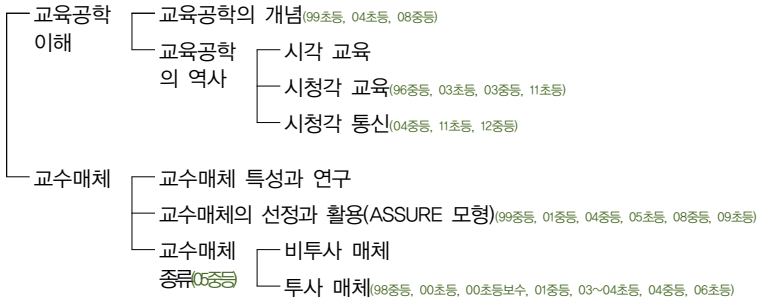 교육공학 이해
교육공학의 개념(99초등, 04초등, 08중등)
교육공학의 역사
시각 교육
시청각 교육(96중등, 03초등, 03중등, 11초등)
시청각 통신(04중등, 11초등, 12중등)
교수매체
교수매체 특성과 연구
교수매체의 선정과 활용(ASSURE 모형)(99중등, 01중등, 04중등, 05초등, 08중등, 09초등)
교수매체 종류(05중등)
비투사 매체
투사 매체(98중등, 00초등, 00초등보수, 01중등, 03~04초등, 04중등, 06초등)